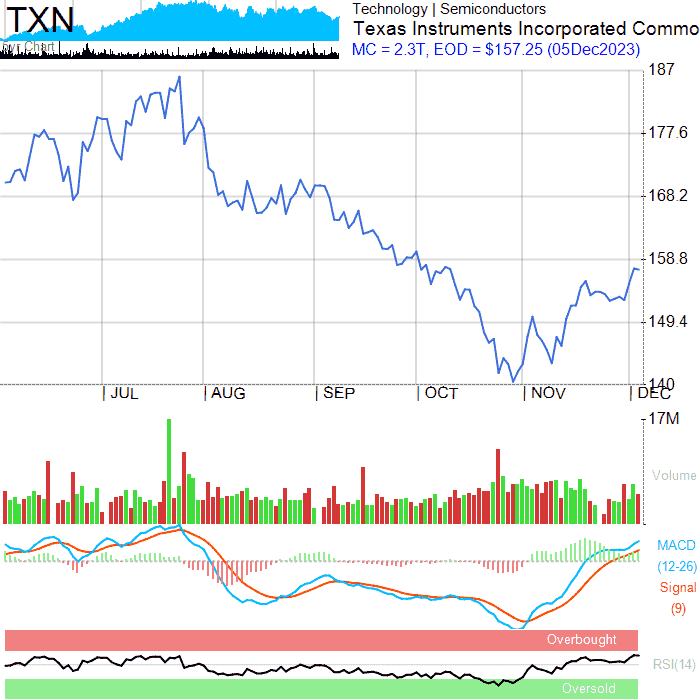 TXN
5yr Chart
Technology | Semiconductors
Texas Instruments Incorporated Commo
MC = 2.3T, EOD = $157.25 (05Dec2023)
187
177.6
168.2
158.8
149.4
140
JUL
AUG
SEP
OCT
NOV
DEC
17M
Volume
MACD
(12-26)
Signal
(9)
Overbought
RSI(14)
Oversold